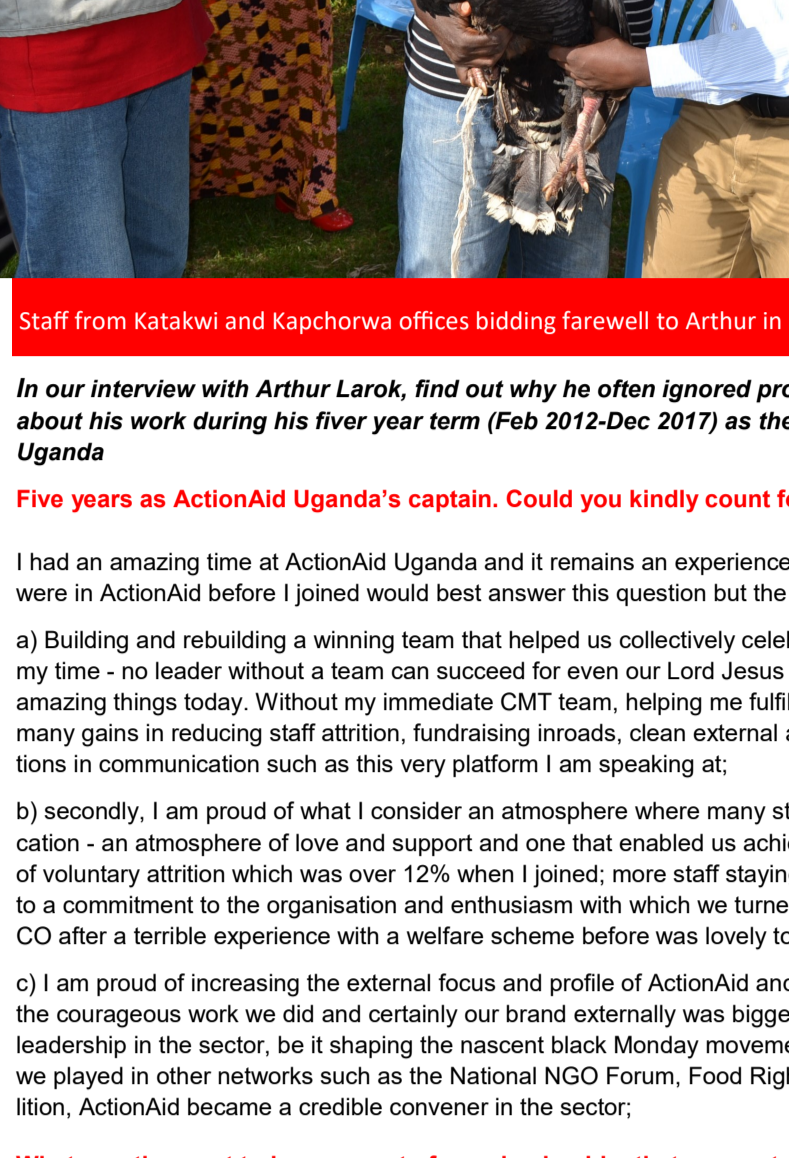 Staff from Katakwi and Kapchorwa offices bidding farewell to Arthur in
In our interview with Arthur Larok, find out why he often ignored
about his work during his fiver year term (Feb 2012-Dec 2017) as the
Uganda
Five years as ActionAid Uganda's captain. Could you kindly count
I had an amazing time at ActionAid Uganda and it remains an experience
were in ActionAid before I joined would best answer this question but the
a) Building and rebuilding a winning team that helped us collectively
my time - no leader without a team can succeed for even our Lord Jesus
amazing things today. Without my immediate CMT team, helping me
many gains in reducing staff attrition, fundraising inroads, clean external
tions in communication such as this very platform I am speaking at;
b) secondly, I am proud of what I consider an atmosphere where many
cation - an atmosphere of love and support and one that enabled us
of voluntary attrition which was over 12% when I joined; more staff
to a commitment to the organisation and enthusiasm with which we
CO after a terrible experience with a welfare scheme before was lovely
c) I am proud of increasing the external focus and profile of ActionAid
the courageous work we did and certainly our brand externally was
leadership in the sector, be it shaping the nascent black Monday
we played in other networks such as the National NGO Forum, Food
lition, ActionAid became a credible convener in the sector;